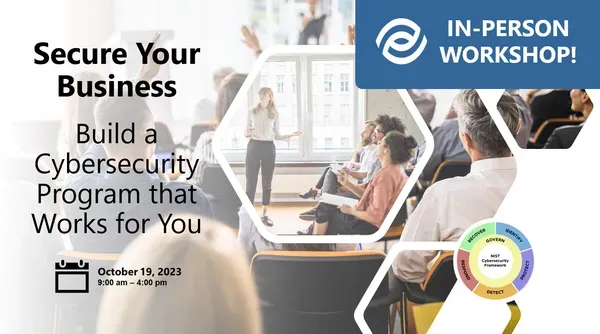 IN-PERSON
WORKSHOP!
Secure Your
Business
Build a
Cybersecurity
Program that
Works for You
October 19, 2023
9:00 am – 4:00 pm
RECOVER
IDENTIFY
GOVERN
NIST
Cybersecurity
Framework
RESPOND
PROTECT
DETECT